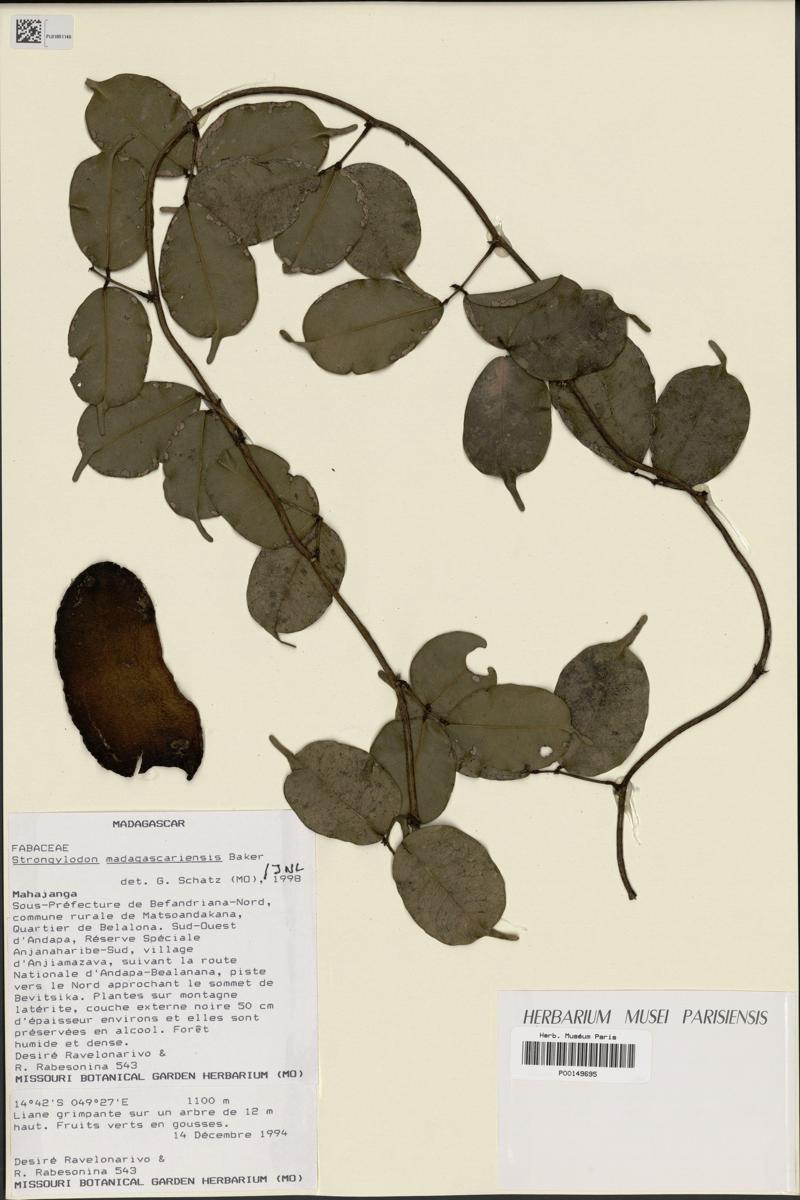 PL01891146
MADAGASCAR
FABACEAE
Strongylodon madagascariensis Baker
det. G. Schatz (MO), /JNL 1998
Mahajanga
Sous-Préfecture de Befandriana-Nord,
commune rurale de Matsoandakana,
Quartier de Belalona. Sud-Ouest
d'Andapa, Réserve Spéciale
Anjanaharibe-Sud, village
d'Anjiamazava, suivant la route
Nationale d'Andapa-Bealanana, piste
vers le Nord approchant le sommet de
Bevitsika. Plantes sur montagne
latérite, couche externe noire 50 cm
d'épaisseur environs et elles sont
préservées en alcool. Forêt
humide et dense.
Desiré Ravelonarivo &
R. Rabesonina 543
MISSOURI BOTANICAL GARDEN HERBARIUM (MO)
14°42'S 049°27'E 1100 m
Liane grimpante sur un arbre de 12 m
haut. Fruits verts en gousses.
14 Décembre 1994
Desiré Ravelonarivo &
R. Rabesonina 543
MISSOURI BOTANICAL GARDEN HERBARIUM (MO)
HERBARIUM MUSEI PARISIENSIS
Herb. Muséum Paris
P00149695